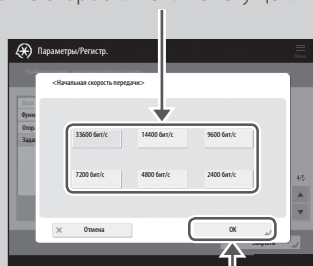 Параметры/Регистр.
<Начальная скорость передачи>
33600 бит/с 14400 бит/с 9600 бит/с
7200 бит/с 4800 бит/с 2400 бит/с
4/5
Отмена OK